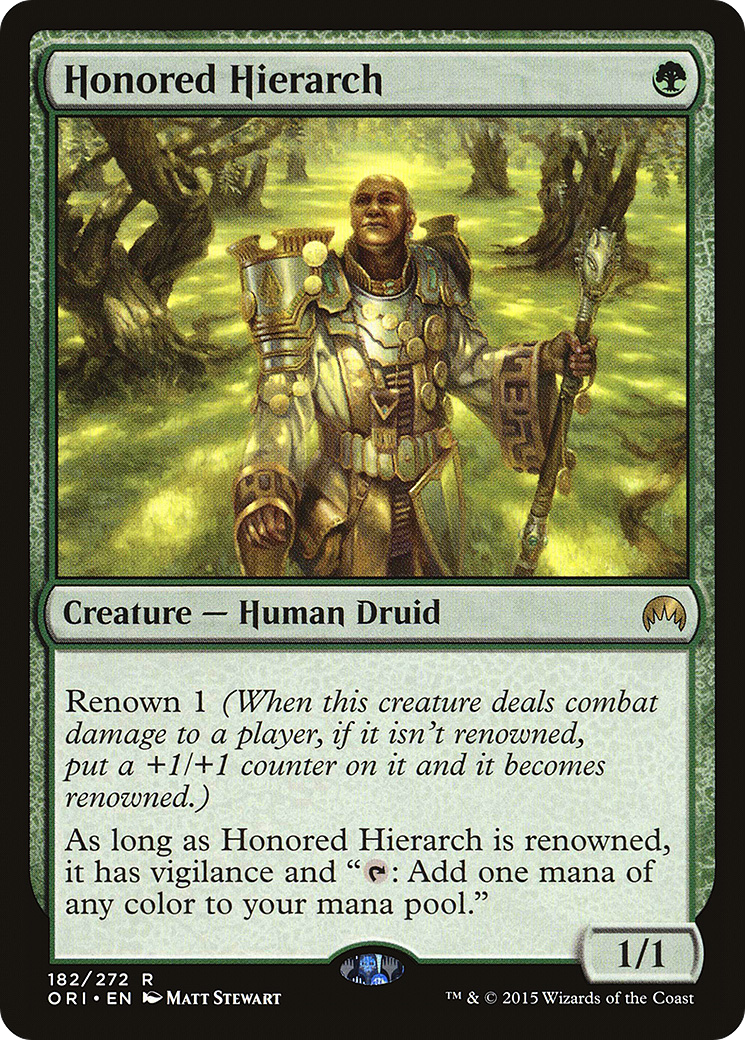 Honored Hierarch
Creature — Human Druid
Renown 1 (When this creature deals combat
damage to a player, if it isn't renowned,
put a +1/+1 counter on it and it becomes
renowned.)
As long as Honored Hierarch is renowned,
it has vigilance and “: Add one mana of
any color to your mana pool.”
1/1
182/272 R
ORI • EN Matt Stewart
™ & © 2015 Wizards of the Coast